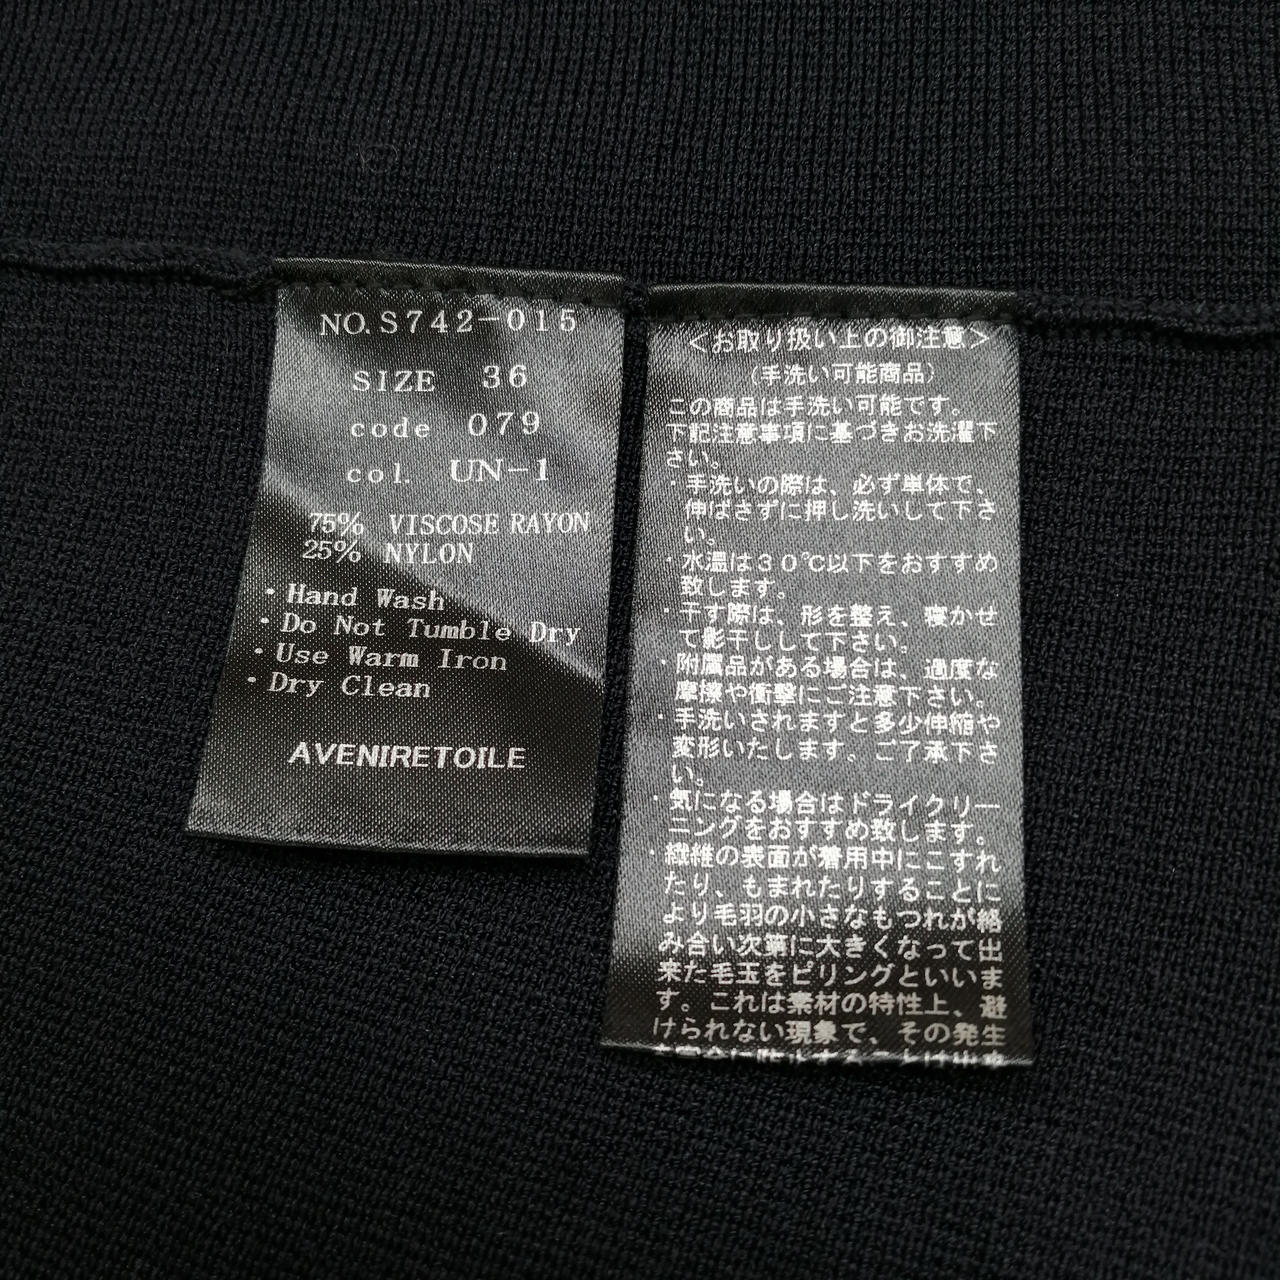 NO. S742-015
SIZE 36
code 079
col. UN-1
75% VISCOSE RAYON
25% NYLON
・Hand Wash
・Do Not Tumble Dry
・Use Warm Iron
・Dry Clean
AVENIRETOILE
＜お取り扱い上の御注意＞
(手洗い可能商品)
この商品は手洗い可能です。
下記注意事項に基づきお洗濯下
さい。
・手洗いの際は、必ず単体で、
伸ばさずに押し洗いして下さ
い。
・水温は30℃以下をおすすめ
致します。
・干す際は、形を整え、寝かせ
て影干しして下さい。
・附属品がある場合は、過度な
摩擦や衝撃にご注意下さい。
・手洗いされますと多少伸縮や
変形いたします。ご了承下さ
い。
・気になる場合はドライクリー
ニングをおすすめ致します。
・繊維の表面が着用中にこすれ
たり、もまれたりすることに
より毛羽の小さなもつれが絡
み合い次第に大きくなって出
来た毛玉をピリングといいま
す。これは素材の特性上、避
けられない現象で、その発生